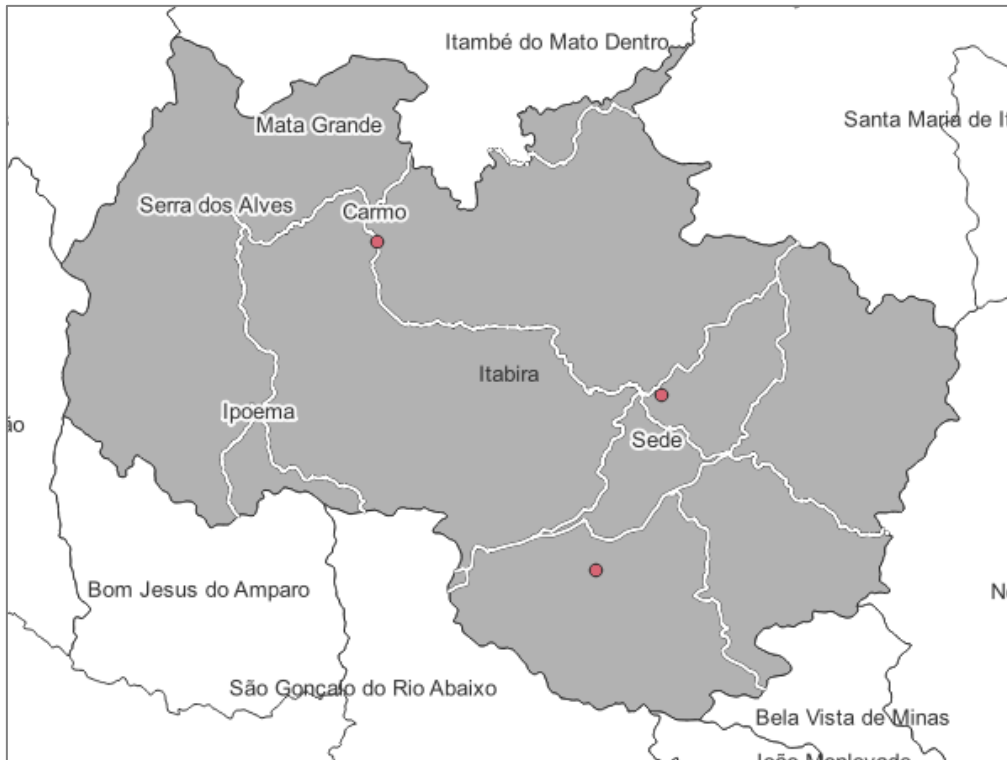 Itambé do Mato Dentro
Santa Maria de
Mata Grande
Serra dos Alves
Carmo
Itabira
Ipoema
Sede
Bom Jesus do Amparo
São Gonçalo do Rio Abaixo
Bela Vista de Minas